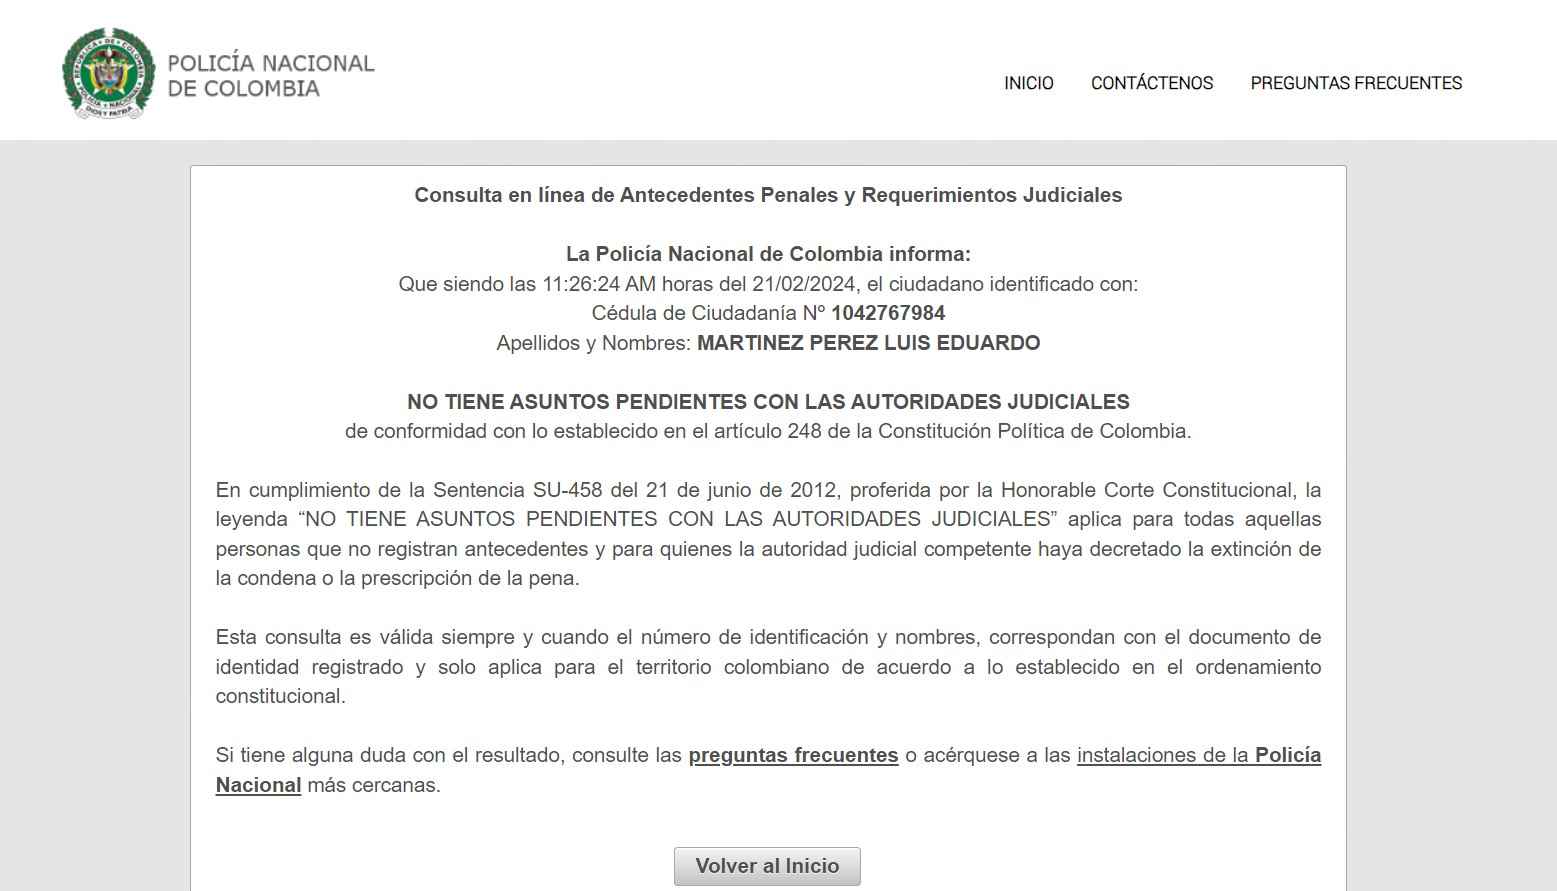 POLICÍA NACIONAL
DE COLOMBIA
INICIO CONTÁCTENOS PREGUNTAS FRECUENTES
Consulta en línea de Antecedentes Penales y Requerimientos Judiciales
La Policía Nacional de Colombia informa:
Que siendo las 11:26:24 AM horas del 21/02/2024, el ciudadano identificado con:
Cédula de Ciudadanía Nº 1042767984
Apellidos y Nombres: MARTINEZ PEREZ LUIS EDUARDO
NO TIENE ASUNTOS PENDIENTES CON LAS AUTORIDADES JUDICIALES
de conformidad con lo establecido en el artículo 248 de la Constitución Política de Colombia.
En cumplimiento de la Sentencia SU-458 del 21 de junio de 2012, proferida por la Honorable Corte Constitucional, la
leyenda “NO TIENE ASUNTOS PENDIENTES CON LAS AUTORIDADES JUDICIALES” aplica para todas aquellas
personas que no registran antecedentes y para quienes la autoridad judicial competente haya decretado la extinción de
la condena o la prescripción de la pena.
Esta consulta es válida siempre y cuando el número de identificación y nombres, correspondan con el documento de
identidad registrado y solo aplica para el territorio colombiano de acuerdo a lo establecido en el ordenamiento
constitucional.
Si tiene alguna duda con el resultado, consulte las preguntas frecuentes o acérquese a las instalaciones de la Policía
Nacional más cercanas.
Volver al Inicio